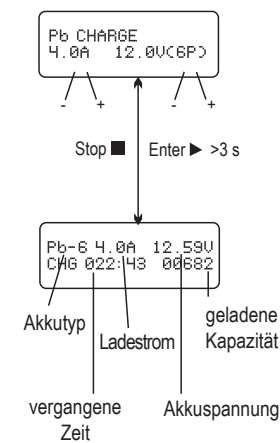 Pb CHARGE
4.0A 12.0V(6P)
- + - +
Stop ■ Enter ▶ >3 s
Pb-6 4.0A 12.59V
CHG 022:43 00682
Akkutyp
Ladestrom
geladene
Kapazität
vergangene
Zeit
Akkuspannung